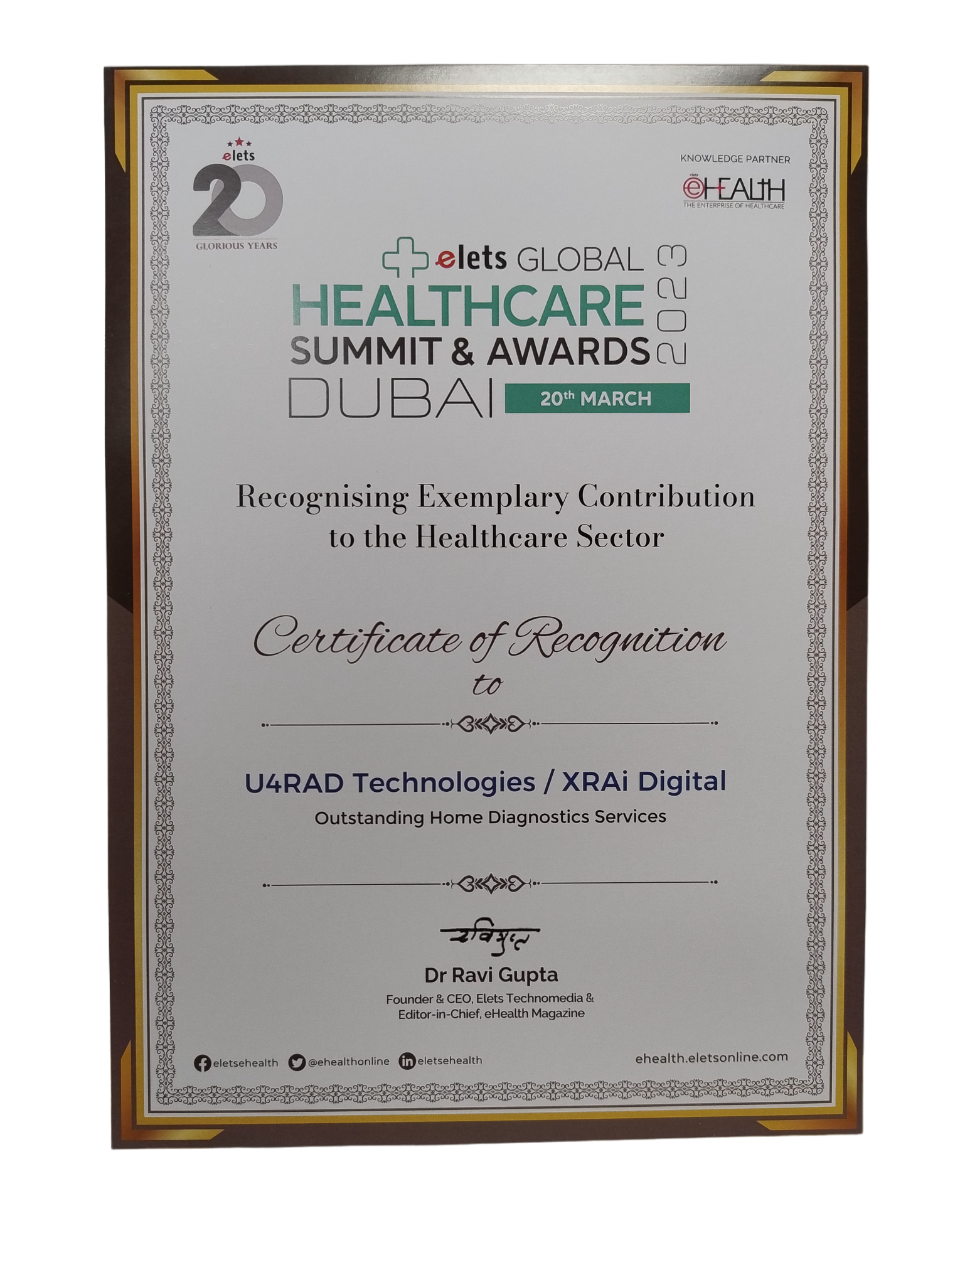 elets
20
GLORIOUS YEARS
KNOWLEDGE PARTNER
elets
eHEALTH
THE ENTERPRISE OF HEALTHCARE
elets GLOBAL
HEALTHCARE
SUMMIT & AWARDS
2023
DUBAI
20th MARCH
Recognising Exemplary Contribution
to the Healthcare Sector
Certificate of Recognition
to
U4RAD Technologies / XRAi Digital
Outstanding Home Diagnostics Services
रविगुप्त
Dr Ravi Gupta
Founder & CEO, Elets Technomedia &
Editor-in-Chief, eHealth Magazine
eletsehealth @ehealthonline eletsehealth
ehealth.eletsonline.com